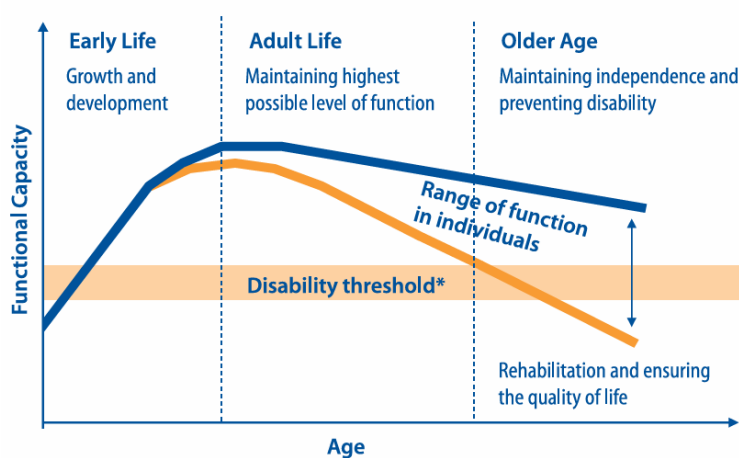 Early Life
Growth and
development
Adult Life
Maintaining highest
possible level of function
Older Age
Maintaining independence and
preventing disability
Functional Capacity
Range of function
in individuals
Disability threshold*
Rehabilitation and ensuring
the quality of life
Age